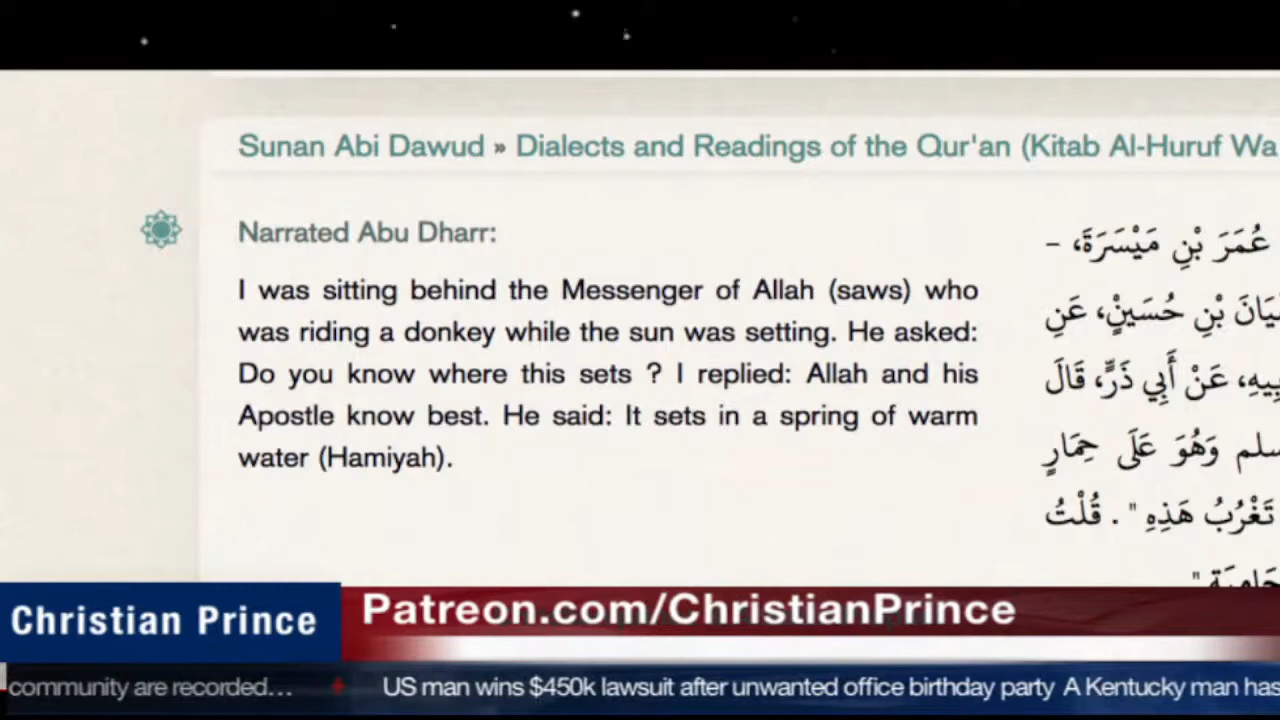 Sunan Abi Dawud » Dialects and Readings of the Qur'an (Kitab Al-Huruf Wa
Narrated Abu Dharr:
I was sitting behind the Messenger of Allah (saws) who
was riding a donkey while the sun was setting. He asked:
Do you know where this sets ? I replied: Allah and his
Apostle know best. He said: It sets in a spring of warm
water (Hamiyah).
عُمَرَ بْنِ مَيْسَرَةَ، -
بْنِ حُسَيْنٍ، عَنِ
عَنْ أَبِي ذَرٍّ، قَالَ
وَهُوَ عَلَى حِمَارٍ
تَغْرُبُ هَذِهِ " . قُلْتُ
Christian Prince
Patreon.com/ChristianPrince
community are recorded...
US man wins $450k lawsuit after unwanted office birthday party A Kentucky man has